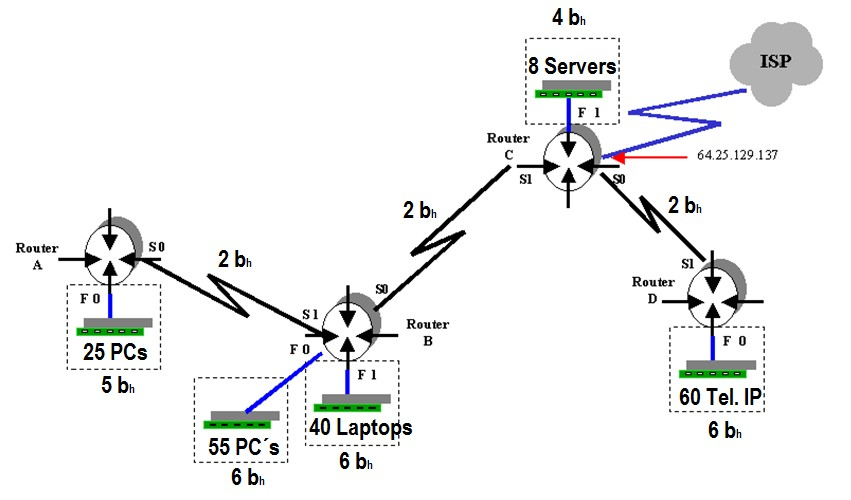 4 bh
8 Servers
F 1
ISP
Router
C
S1
S0
64.25.129.137
2 bh
2 bh
Router
A
S0
F 0
25 PCs
5 bh
2 bh
S1
S0
F 0
Router
B
F 1
55 PC´s
6 bh
40 Laptops
6 bh
S1
Router
D
F 0
60 Tel. IP
6 bh